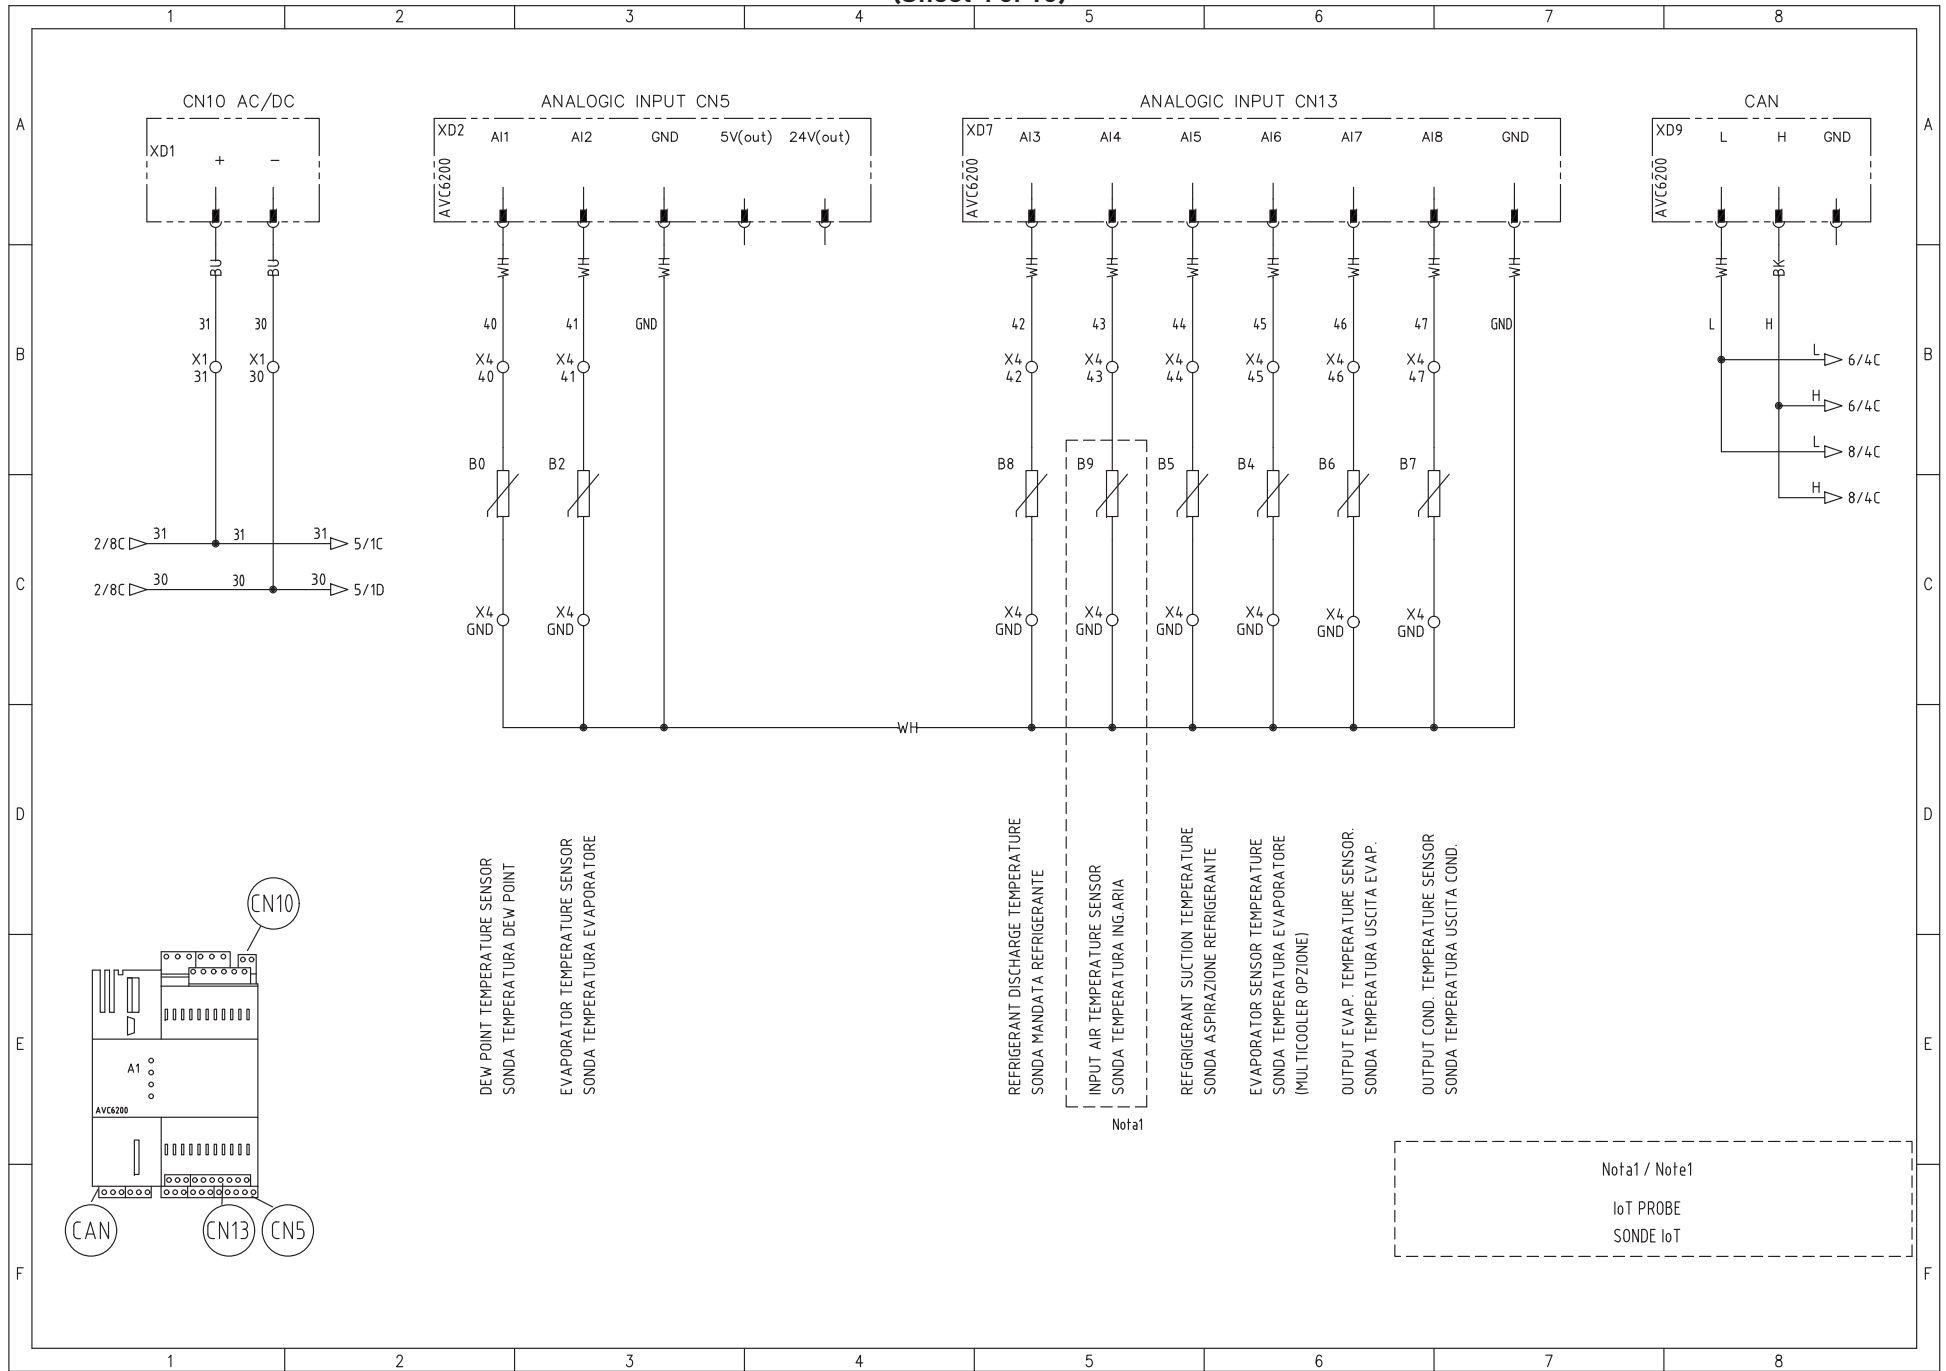 1 2 3 4 5 6 7 8
CN10 AC/DC
ANALOGIC INPUT CN5
ANALOGIC INPUT CN13
CAN
A
A
XD1
+ −
XD2
AI1 AI2 GND 5V(out) 24V(out)
AVC6200
XD7
AI3 AI4 AI5 AI6 AI7 AI8 GND
AVC6200
XD9
L H GND
AVC6200
BU BU WH WH WH WH WH WH WH WH WH WH WH BK
31 30 40 41 GND 42 43 44 45 46 47 GND L H
B
B
X1 31
X1 30
X4 40
X4 41
X4 42
X4 43
X4 44
X4 45
X4 46
X4 47
L 6/4C
H 6/4C
L 8/4C
H 8/4C
B0 B2 B8 B9 B5 B4 B6 B7
2/8C 31 31 31 5/1C
2/8C 30 30 30 5/1D
C
C
X4 GND
X4 GND
X4 GND
X4 GND
X4 GND
X4 GND
X4 GND
X4 GND
WH
D
D
DEW POINT TEMPERATURE SENSOR
SONDA TEMPERATURA DEW POINT
EVAPORATOR TEMPERATURE SENSOR
SONDA TEMPERATURA EVAPORATORE
REFRIGERANT DISCHARGE TEMPERATURE
SONDA MANDATA REFRIGERANTE
INPUT AIR TEMPERATURE SENSOR
SONDA TEMPERATURA ING.ARIA
REFGRIGERANT SUCTION TEMPERATURE
SONDA ASPIRAZIONE REFRIGERANTE
EVAPORATOR SENSOR TEMPERATURE
SONDA TEMPERATURA EVAPORATORE
(MULTICOOLER OPZIONE)
OUTPUT EVAP. TEMPERATURE SENSOR.
SONDA TEMPERATURA USCITA EVAP.
OUTPUT COND. TEMPERATURE SENSOR
SONDA TEMPERATURA USCITA COND.
Nota1
CN10
E
E
A1
AVC6200
CAN
CN13
CN5
Nota1 / Note1
IoT PROBE
SONDE IoT
F
F
1 2 3 4 5 6 7 8